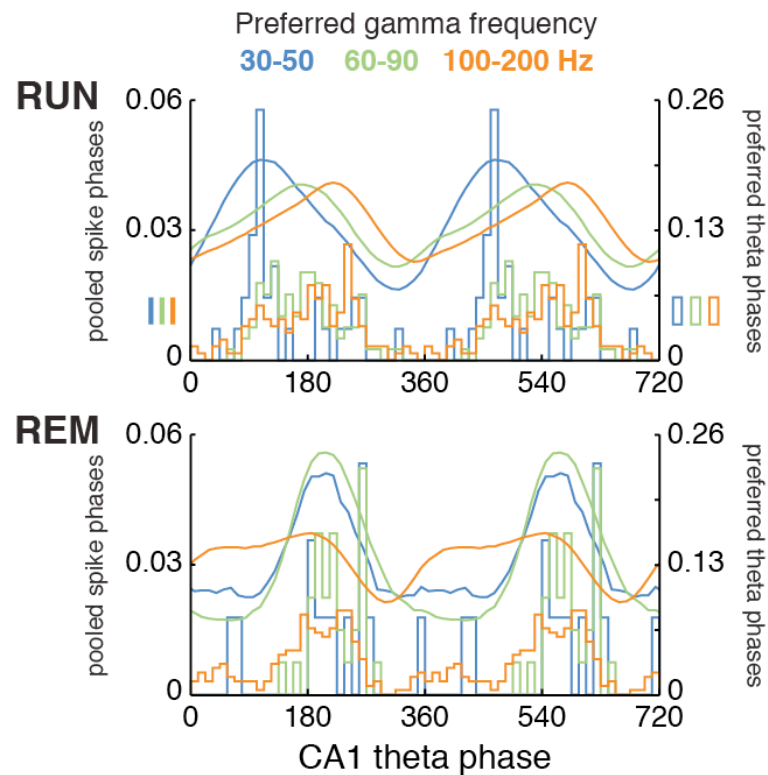 Preferred gamma frequency
30-50 60-90 100-200 Hz
RUN
0.06
0.03
0
pooled spike phases
0.26
0.13
0
preferred theta phases
0 180 360 540 720
REM
0.06
0.03
0
pooled spike phases
0.26
0.13
0
preferred theta phases
0 180 360 540 720
CA1 theta phase